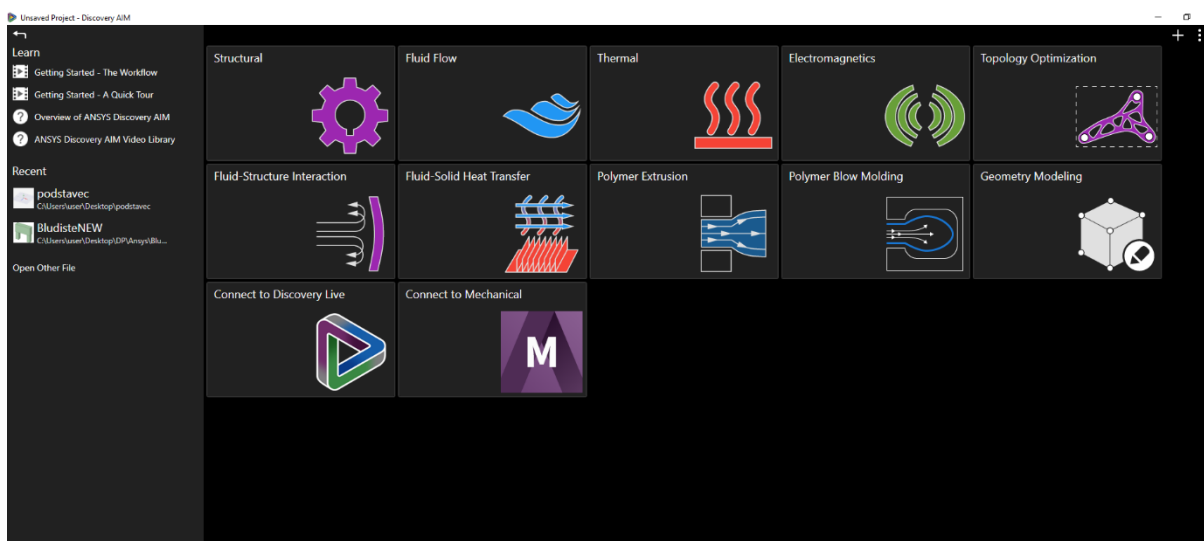 Unsaved Project - Discovery AIM
Learn
Getting Started - The Workflow
Getting Started - A Quick Tour
Overview of ANSYS Discovery AIM
ANSYS Discovery AIM Video Library
Recent
podstavec
C:\Users\user\Desktop\podstavec
BludisteNEW
C:\Users\user\Desktop\DP\Ansys\Blu...
Open Other File
Structural
Fluid Flow
Thermal
Electromagnetics
Topology Optimization
Fluid-Structure Interaction
Fluid-Solid Heat Transfer
Polymer Extrusion
Polymer Blow Molding
Geometry Modeling
Connect to Discovery Live
Connect to Mechanical
M